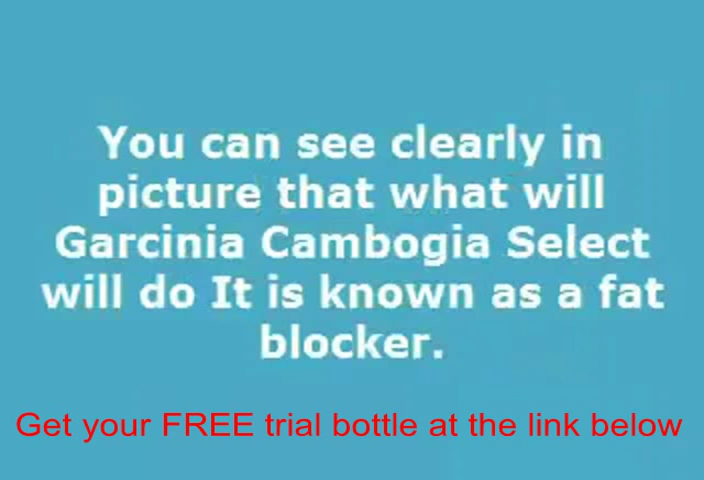 You can see clearly in
picture that what will
Garcinia Cambogia Select
will do It is known as a fat
blocker.
Get your FREE trial bottle at the link below